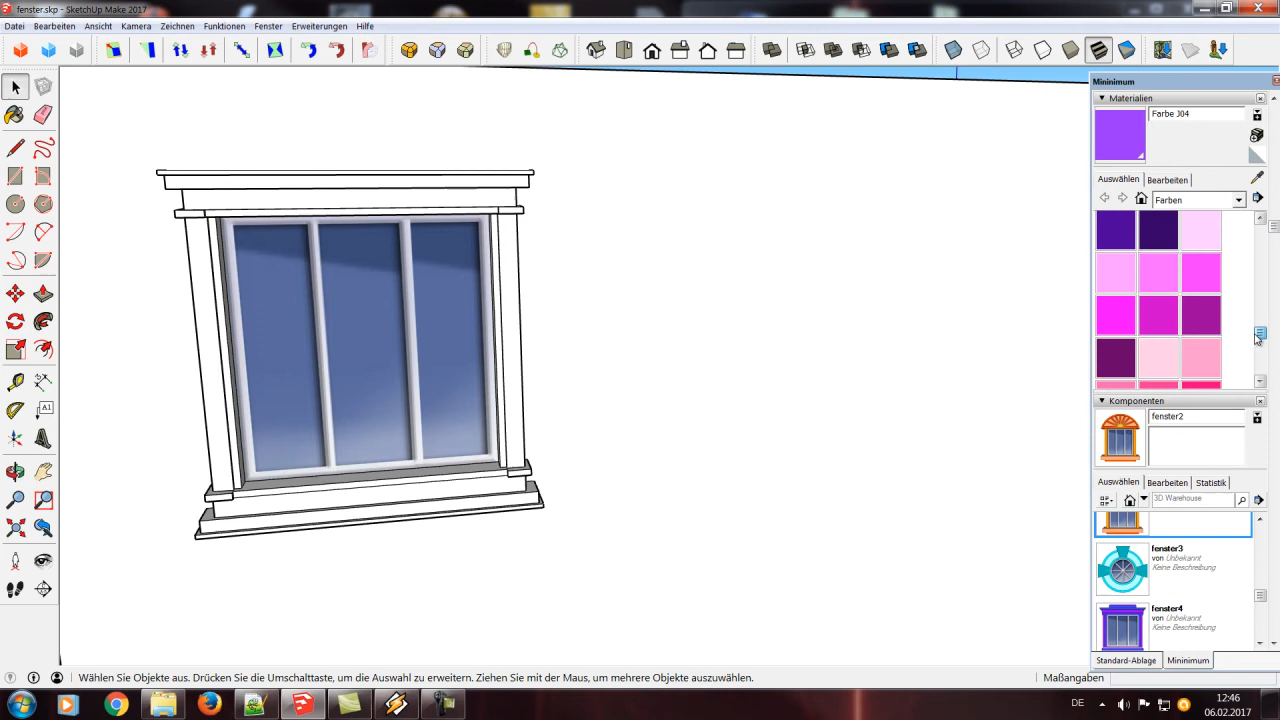 fenster.skp - SketchUp Make 2017
Datei Bearbeiten Ansicht Kamera Zeichnen Funktionen Fenster Erweiterungen Hilfe
Mininimum
Materialien
Farbe J04
Auswählen Bearbeiten
Farben
Komponenten
fenster2
Auswählen Bearbeiten Statistik
3D Warehouse
fenster3
von Unbekannt
Keine Beschreibung
fenster4
von Unbekannt
Keine Beschreibung
Standard-Ablage Mininimum
A1
Wählen Sie Objekte aus. Drücken Sie die Umschalttaste, um die Auswahl zu erweitern. Ziehen Sie mit der Maus, um mehrere Objekte auszuwählen.
Maßangaben
DE
12:46
06.02.2017